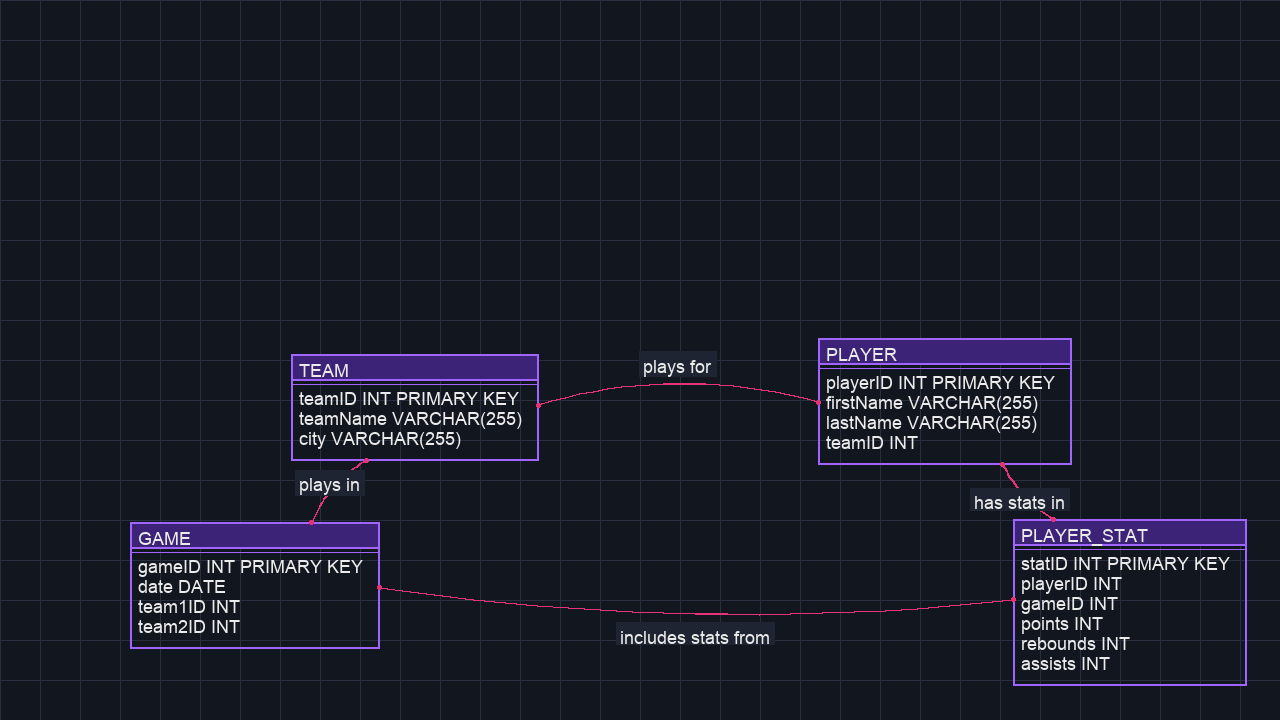 plays for
TEAM
teamID INT PRIMARY KEY
teamName VARCHAR(255)
city VARCHAR(255)
PLAYER
playerID INT PRIMARY KEY
firstName VARCHAR(255)
lastName VARCHAR(255)
teamID INT
plays in
has stats in
GAME
gameID INT PRIMARY KEY
date DATE
team1ID INT
team2ID INT
includes stats from
PLAYER_STAT
statID INT PRIMARY KEY
playerID INT
gameID INT
points INT
rebounds INT
assists INT